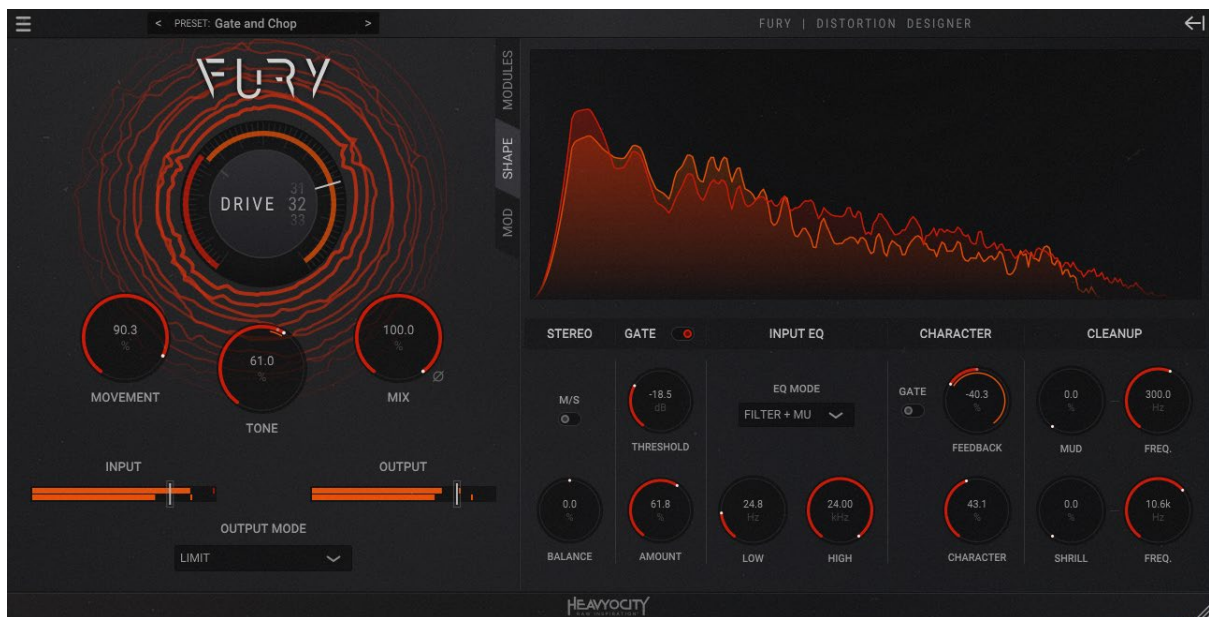 < PRESET: Gate and Chop >
FURY | DISTORTION DESIGNER
FURY
MODULES
SHAPE
MOD
DRIVE
31
32
33
90.3
%
MOVEMENT
61.0
%
TONE
100.0
%
MIX
Ø
INPUT
OUTPUT
OUTPUT MODE
LIMIT
STEREO GATE INPUT EQ CHARACTER CLEANUP
M/S
-18.5
dB
THRESHOLD
EQ MODE
FILTER + MU
GATE
-40.3
%
FEEDBACK
0.0
%
MUD
300.0
Hz
FREQ.
0.0
%
BALANCE
61.8
%
AMOUNT
24.8
Hz
LOW
24.00
kHz
HIGH
43.1
%
CHARACTER
0.0
%
SHRILL
10.6k
Hz
FREQ.
HEAVYOCITY
RAW INSPIRATION